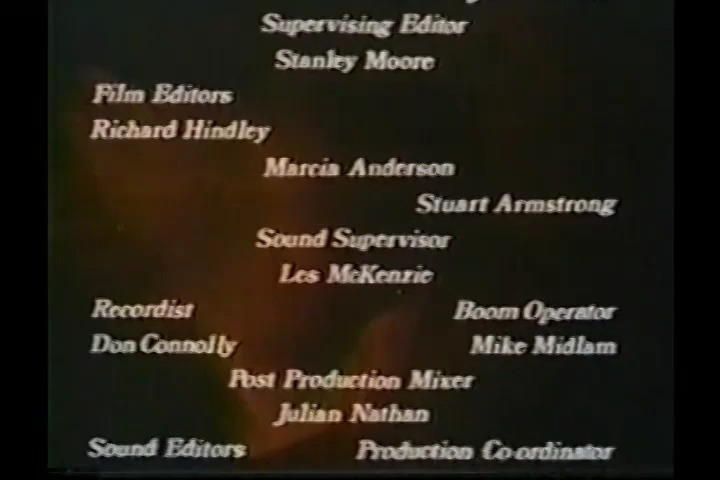 Supervising Editor
Stanley Moore
Film Editors
Richard Hindley
Marcia Anderson
Stuart Armstrong
Sound Supervisor
Les McKenzie
Recordist Boom Operator
Don Connolly Mike Midlam
Post Production Mixer
Julian Nathan
Sound Editors Production Co-ordinator